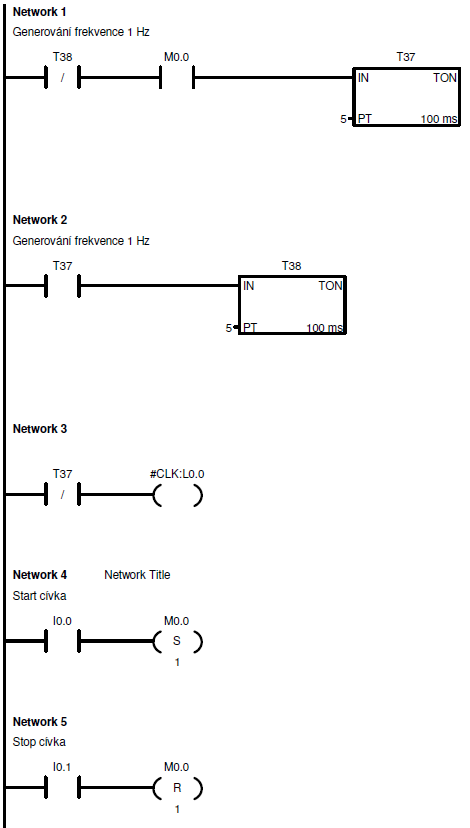 Network 1
Generování frekvence 1 Hz
T38 M0.0 T37
/ IN TON
5 PT 100 ms
Network 2
Generování frekvence 1 Hz
T37 T38
IN TON
5 PT 100 ms
Network 3
T37 #CLK:L0.0
/
Network 4 Network Title
Start cívka
I0.0 M0.0
S
1
Network 5
Stop cívka
I0.1 M0.0
R
1